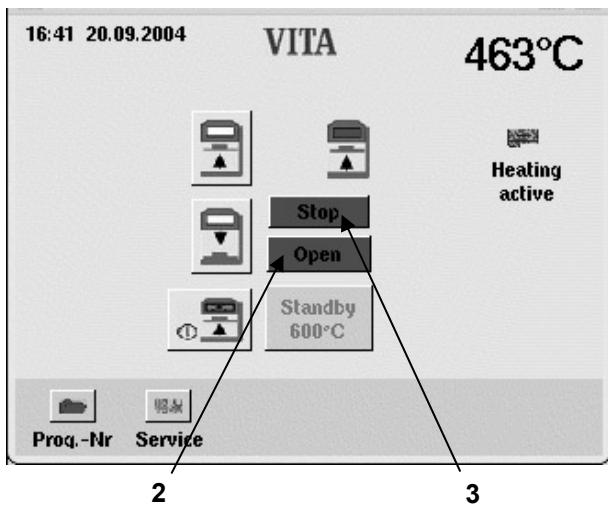 16:41 20.09.2004
VITA
463°C
Heating
active
Stop
Open
Standby
600°C
Prog.-Nr
Service
2
3